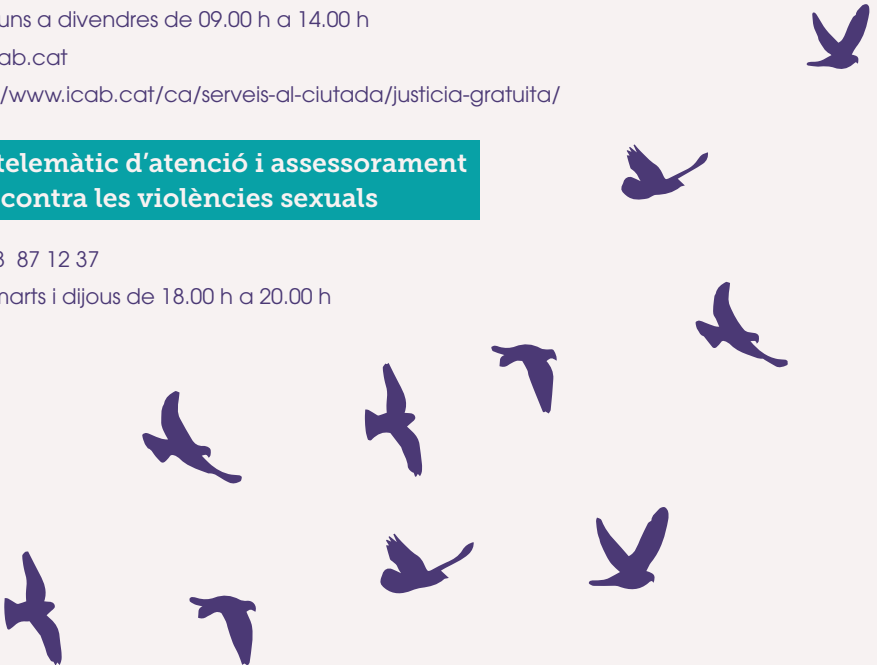 uns a divendres de 09.00 h a 14.00 h
ab.cat
/www.icab.cat/ca/serveis-al-ciutada/justicia-gratuita/
telemàtic d’atenció i assessorament
contra les violències sexuals
87 12 37
marts i dijous de 18.00 h a 20.00 h